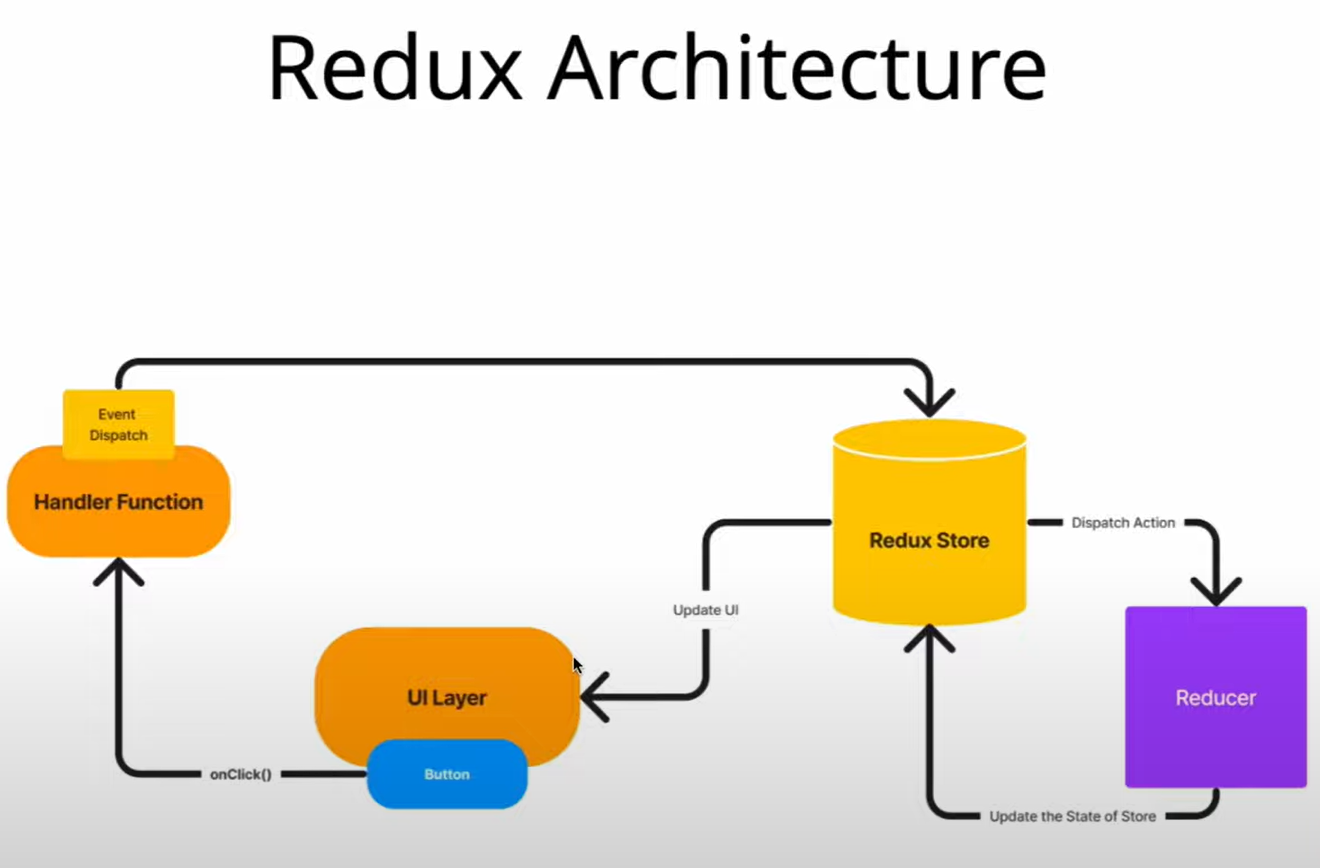 Redux Architecture
Event
Dispatch
Handler Function
Redux Store
Dispatch Action
Update UI
UI Layer
Reducer
onClick()
Button
Update the State of Store